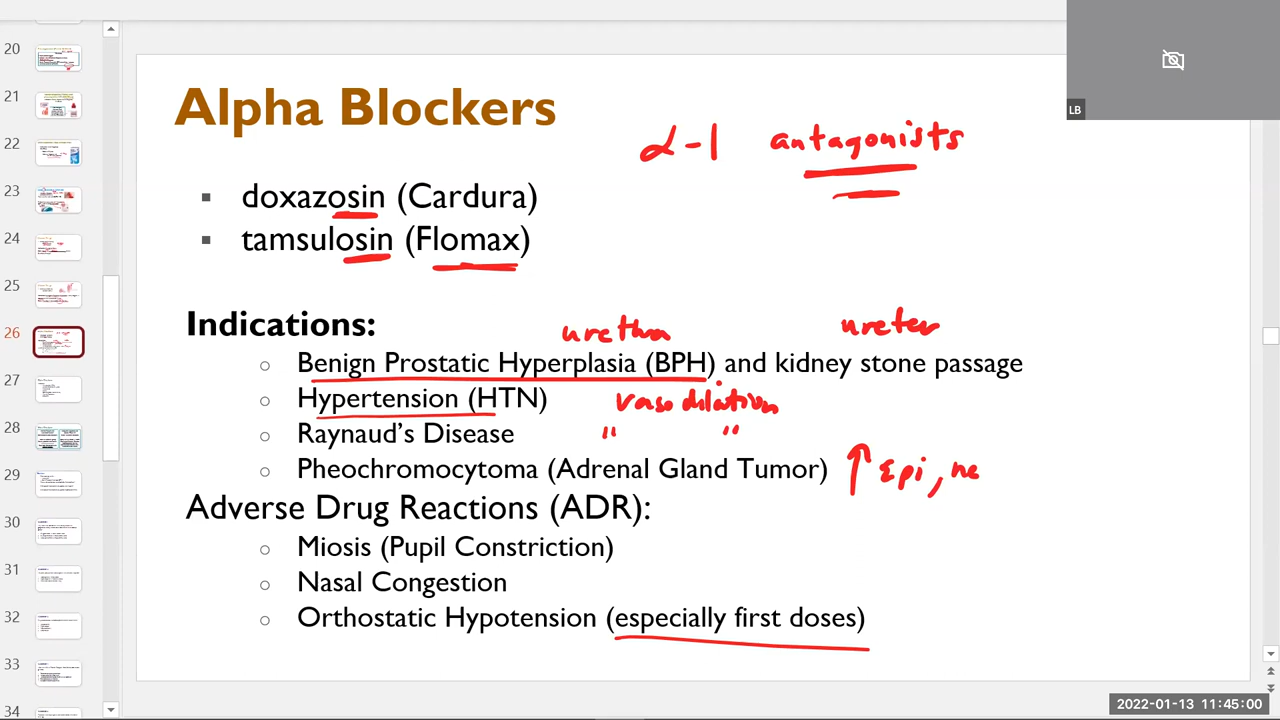 Alpha Blockers
α-1 antagonists
doxazosin (Cardura)
tamsulosin (Flomax)
Indications:
urethra ureter
Benign Prostatic Hyperplasia (BPH) and kidney stone passage
Hypertension (HTN) vasodilation
Raynaud's Disease " "
Pheochromocytoma (Adrenal Gland Tumor) ↑ Epi, ne
Adverse Drug Reactions (ADR):
Miosis (Pupil Constriction)
Nasal Congestion
Orthostatic Hypotension (especially first doses)
LB
20
21
22
23
24
25
26
28
29
30
31
32
33
34
2022-01-13 11:45:00